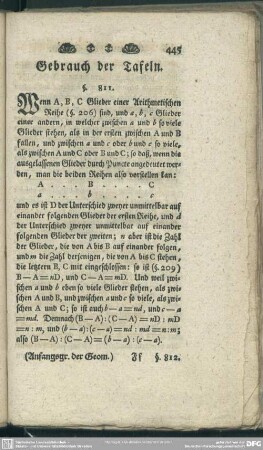 445
Gebrauch der Tafeln.
§. 811.
Wenn A, B, C Glieder einer Arithmetischen
Reihe (§. 206) sind, und a, b, c Glieder
einer andern, in welcher zwischen a und b so viele
Glieder stehen, als in der ersten zwischen A und B
fallen, und zwischen a und c oder b und c so viele,
als zwischen A und C oder B und C; so daß, wenn die
ausgelassenen Glieder durch Puncte angedeutet wor-
den, man die beiden Reihen also vorstellen kan:
A . . . B . . . . C
a . . . b . . . . c
und es ist D der Unterschied zweyer unmittelbar auf
einander folgenden Glieder der ersten Reihe, und d
der Unterschied zweyer unmittelbar auf einander
folgenden Glieder der zweiten; n aber ist die Zahl
der Glieder, die von A bis B auf einander folgen,
und m die Zahl derjenigen, die von A bis C stehen,
die letztern B, C mit eingeschlossen: so ist (§. 209)
B — A = nD, und C — A = mD. Und weil zwi-
schen a und b eben so viele Glieder stehen, als zwi-
schen A und B, und zwischen a und c so viele, als zwi-
schen A und C; so ist auch b — a = nd, und c — a
= md. Demnach (B — A) : (C — A) = nD : mD
= n : m, und (b — a) : (c — a) = nd : md = n : m;
also (B — A) : (C — A) = (b — a) : (c — a).
(Anfangsgr. der Geom.) Ff §. 812.